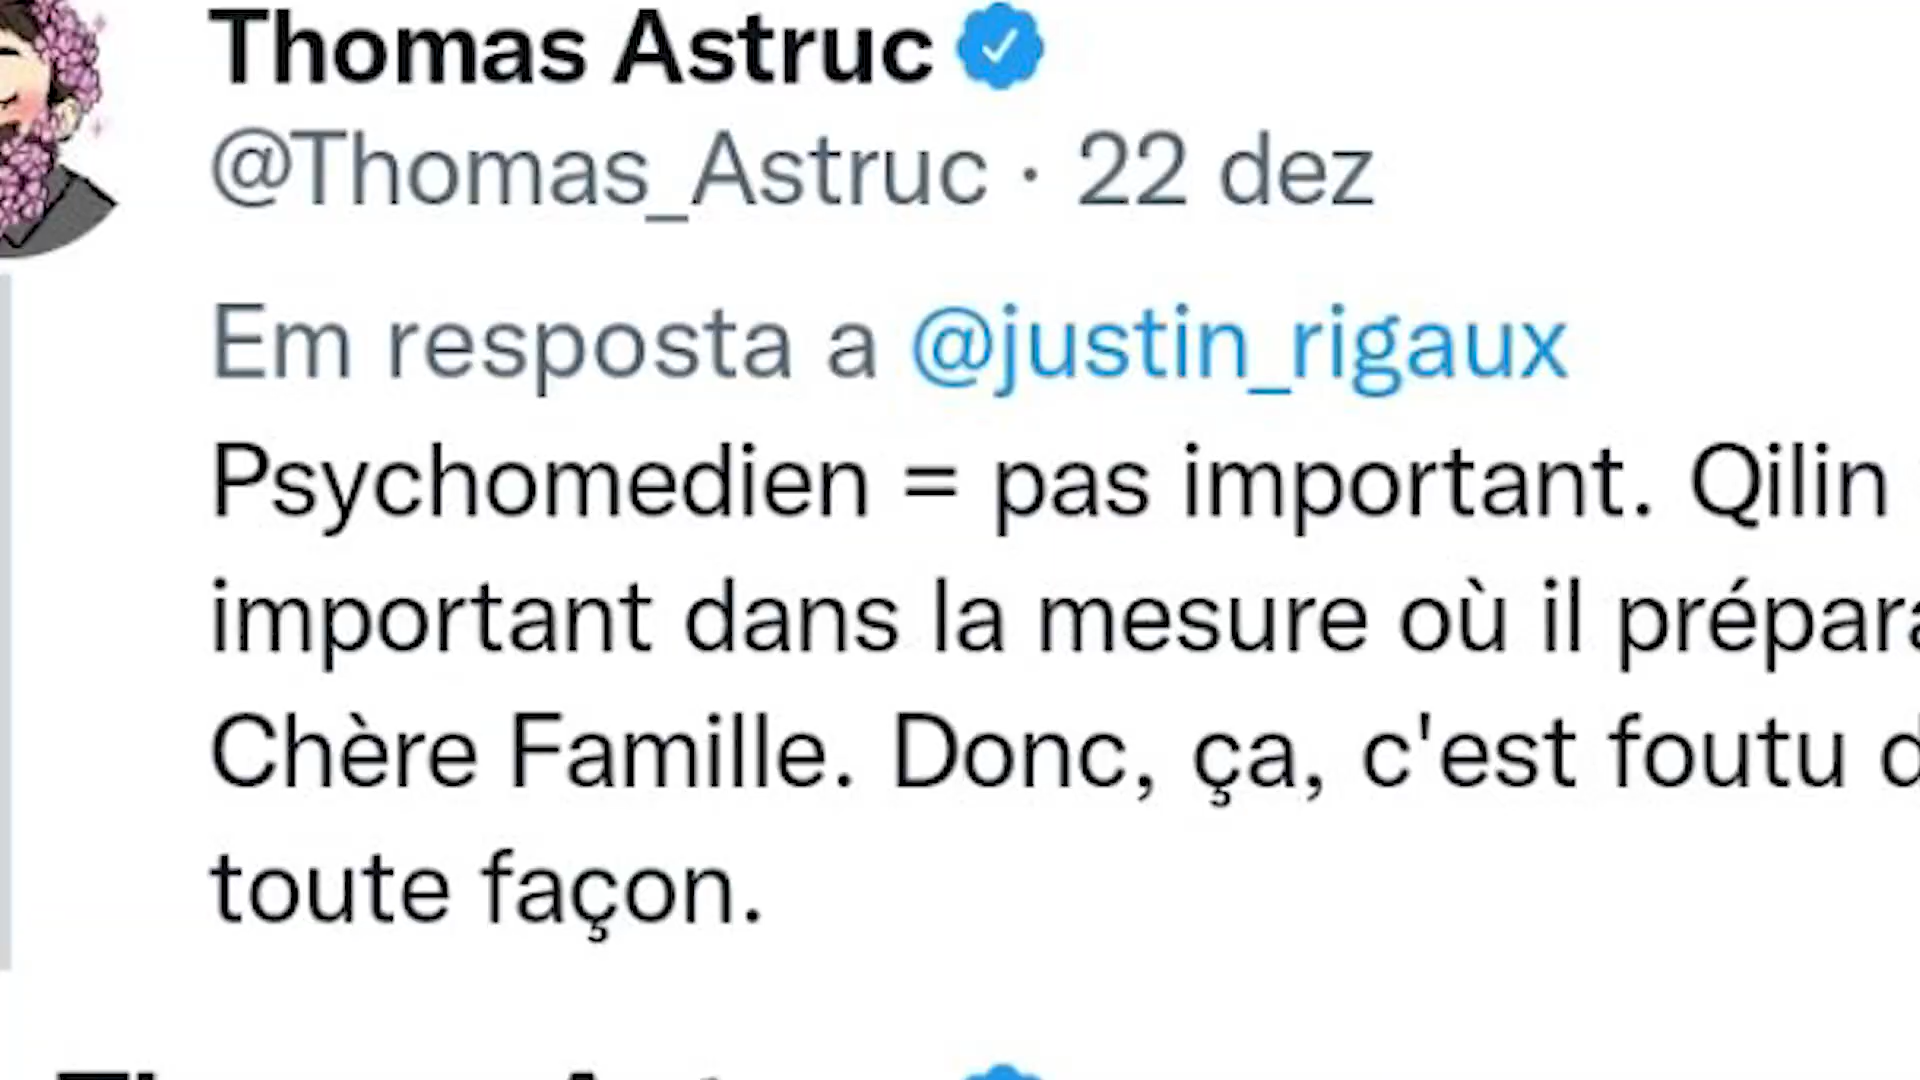 Thomas Astruc
@Thomas_Astruc · 22 dez
Em resposta a @justin_rigaux
Psychomedien = pas important. Qilin
important dans la mesure où il
Chère Famille. Donc, ça, c'est foutu
toute façon.